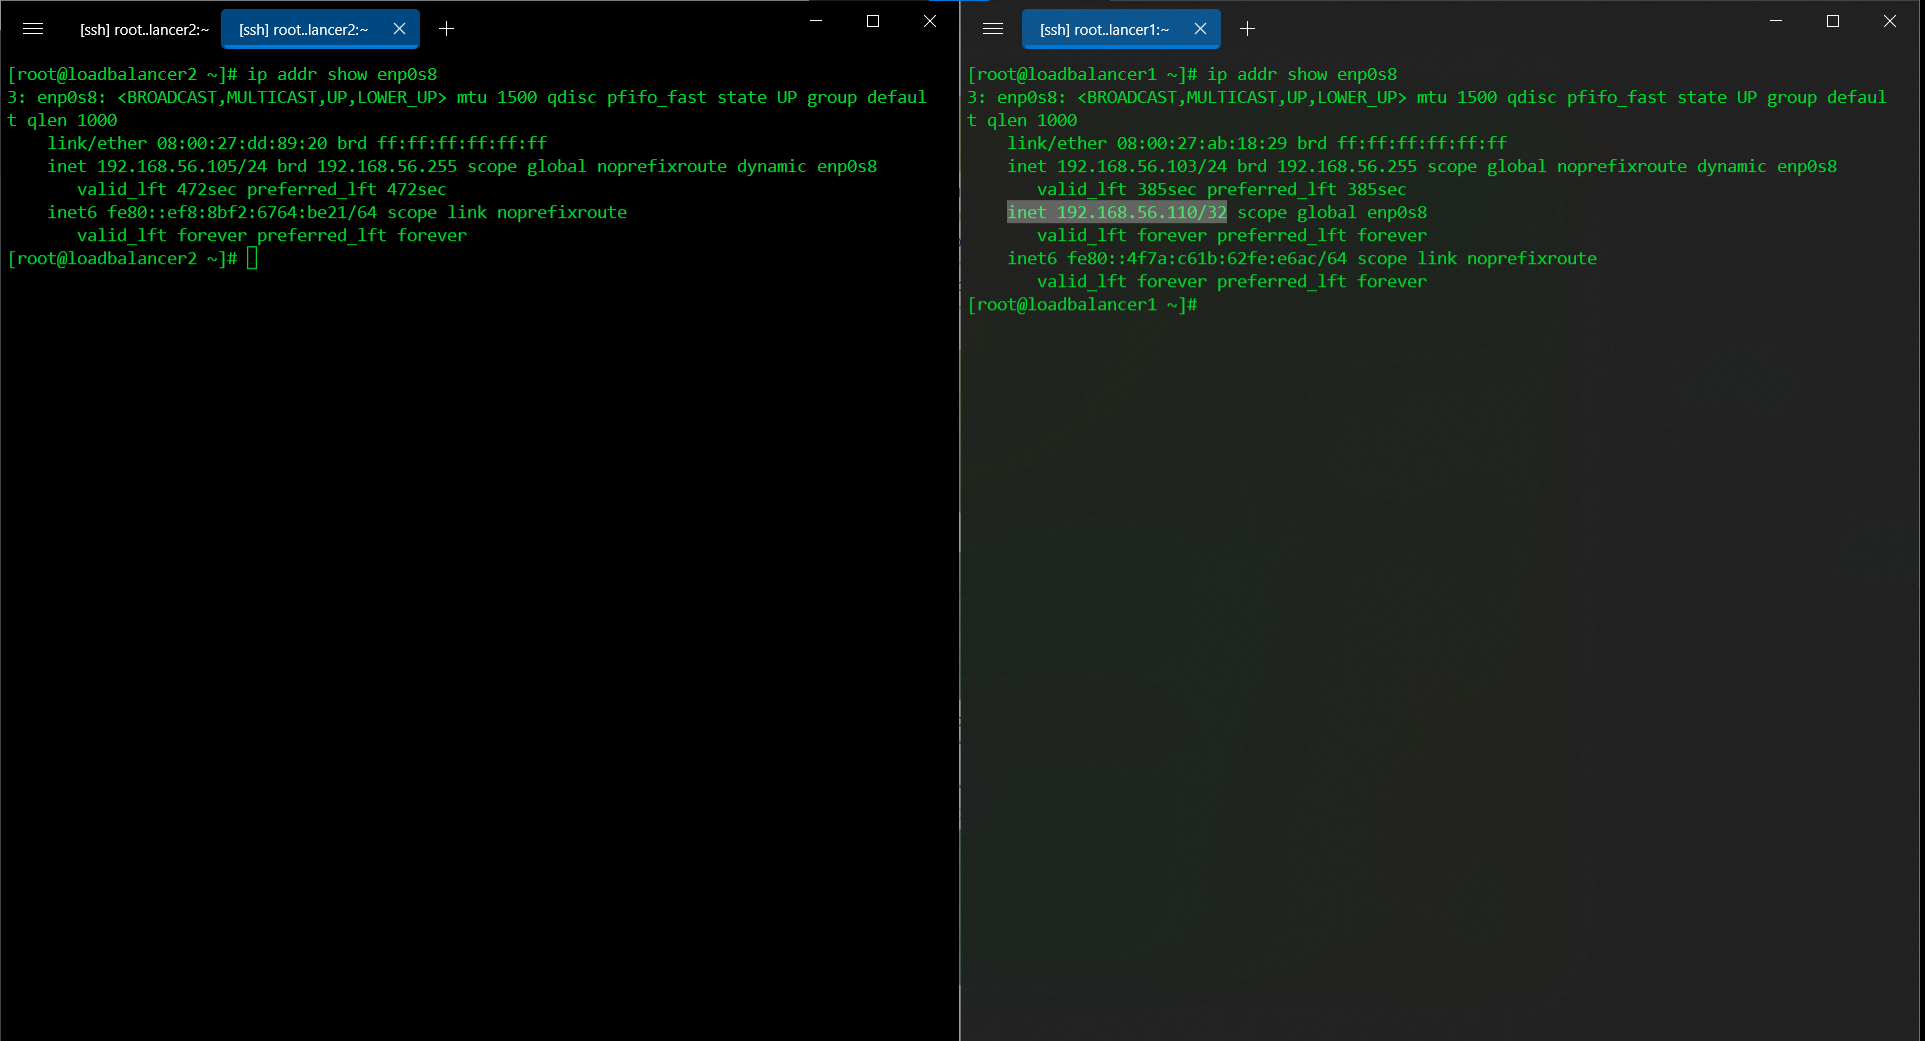 [ssh] root..lancer2:~
[ssh] root..lancer2:~
[root@loadbalancer2 ~]# ip addr show enp0s8
3: enp0s8: <BROADCAST,MULTICAST,UP,LOWER_UP> mtu 1500 qdisc pfifo_fast state UP group defaul
t qlen 1000
    link/ether 08:00:27:dd:89:20 brd ff:ff:ff:ff:ff:ff
    inet 192.168.56.105/24 brd 192.168.56.255 scope global noprefixroute dynamic enp0s8
       valid_lft 472sec preferred_lft 472sec
    inet6 fe80::ef8:8bf2:6764:be21/64 scope link noprefixroute
       valid_lft forever preferred_lft forever
[root@loadbalancer2 ~]#
[ssh] root..lancer1:~
[root@loadbalancer1 ~]# ip addr show enp0s8
3: enp0s8: <BROADCAST,MULTICAST,UP,LOWER_UP> mtu 1500 qdisc pfifo_fast state UP group defaul
t qlen 1000
    link/ether 08:00:27:ab:18:29 brd ff:ff:ff:ff:ff:ff
    inet 192.168.56.103/24 brd 192.168.56.255 scope global noprefixroute dynamic enp0s8
       valid_lft 385sec preferred_lft 385sec
    inet 192.168.56.110/32 scope global enp0s8
       valid_lft forever preferred_lft forever
    inet6 fe80::4f7a:c61b:62fe:e6ac/64 scope link noprefixroute
       valid_lft forever preferred_lft forever
[root@loadbalancer1 ~]#